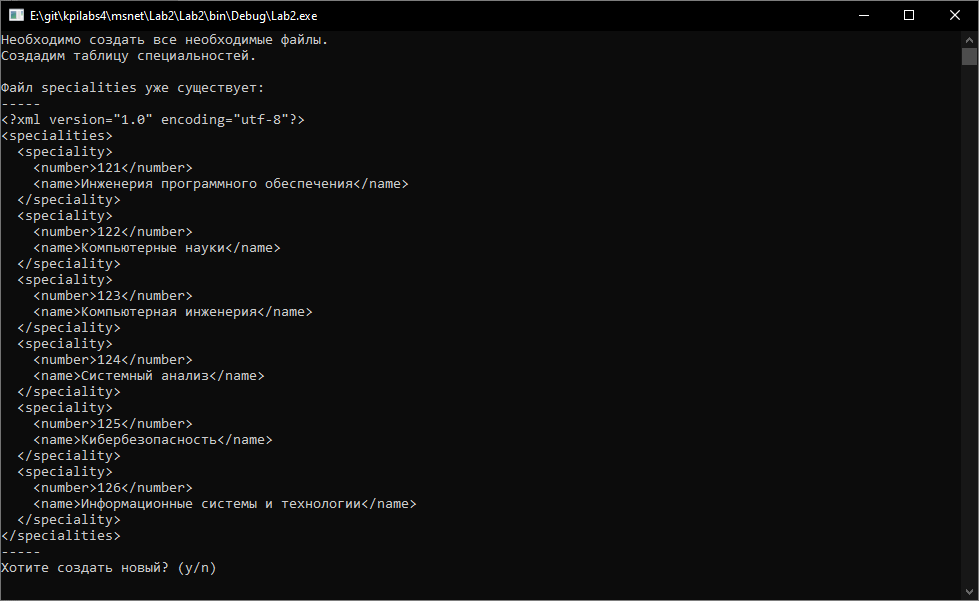 E:\git\kpilabs4\msnet\Lab2\Lab2\bin\Debug\Lab2.exe
Необходимо создать все необходимые файлы.
Создадим таблицу специальностей.
Файл specialities уже существует:
-----
<?xml version="1.0" encoding="utf-8"?>
<specialities>
  <speciality>
    <number>121</number>
    <name>Инженерия программного обеспечения</name>
  </speciality>
  <speciality>
    <number>122</number>
    <name>Компьютерные науки</name>
  </speciality>
  <speciality>
    <number>123</number>
    <name>Компьютерная инженерия</name>
  </speciality>
  <speciality>
    <number>124</number>
    <name>Системный анализ</name>
  </speciality>
  <speciality>
    <number>125</number>
    <name>Кибербезопасность</name>
  </speciality>
  <speciality>
    <number>126</number>
    <name>Информационные системы и технологии</name>
  </speciality>
</specialities>
-----
Хотите создать новый? (y/n)